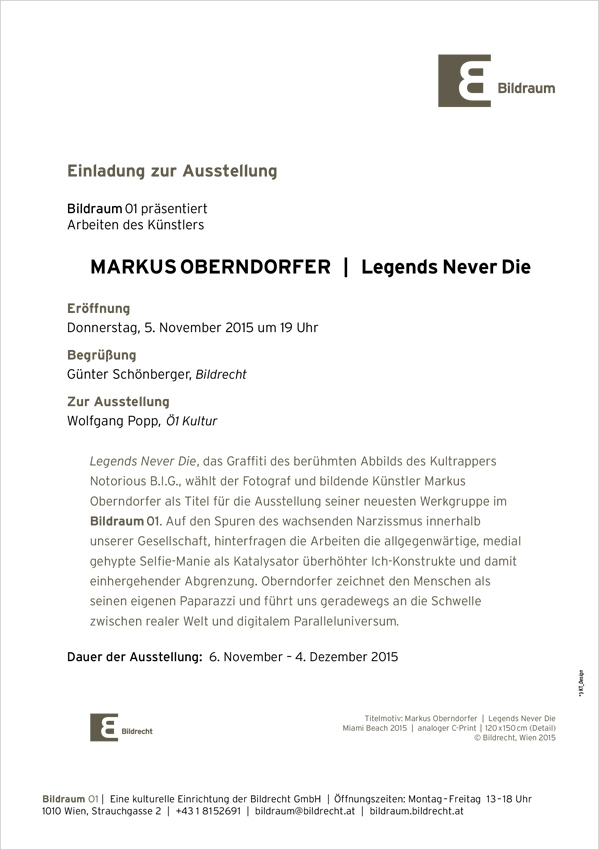 Bildraum
Einladung zur Ausstellung
Bildraum 01 präsentiert
Arbeiten des Künstlers
MARKUS OBERNDORFER | Legends Never Die
Eröffnung
Donnerstag, 5. November 2015 um 19 Uhr
Begrüßung
Günter Schönberger, Bildrecht
Zur Ausstellung
Wolfgang Popp, Ö1 Kultur
Legends Never Die, das Graffiti des berühmten Abbilds des Kultrappers
Notorious B.I.G., wählt der Fotograf und bildende Künstler Markus
Oberndorfer als Titel für die Ausstellung seiner neuesten Werkgruppe im
Bildraum 01. Auf den Spuren des wachsenden Narzissmus innerhalb
unserer Gesellschaft, hinterfragen die Arbeiten die allgegenwärtige, medial
gehypte Selfie-Manie als Katalysator überhöhter Ich-Konstrukte und damit
einhergehender Abgrenzung. Oberndorfer zeichnet den Menschen als
seinen eigenen Paparazzi und führt uns geradewegs an die Schwelle
zwischen realer Welt und digitalem Paralleluniversum.
Dauer der Ausstellung: 6. November – 4. Dezember 2015
Bildrecht
Titelmotiv: Markus Oberndorfer | Legends Never Die
Miami Beach 2015 | analoger C-Print | 120 x 150 cm (Detail)
© Bildrecht, Wien 2015
Bildraum 01 | Eine kulturelle Einrichtung der Bildrecht GmbH | Öffnungszeiten: Montag – Freitag 13 – 18 Uhr
1010 Wien, Strauchgasse 2 | +43 1 8152691 | bildraum@bildrecht.at | bildraum.bildrecht.at